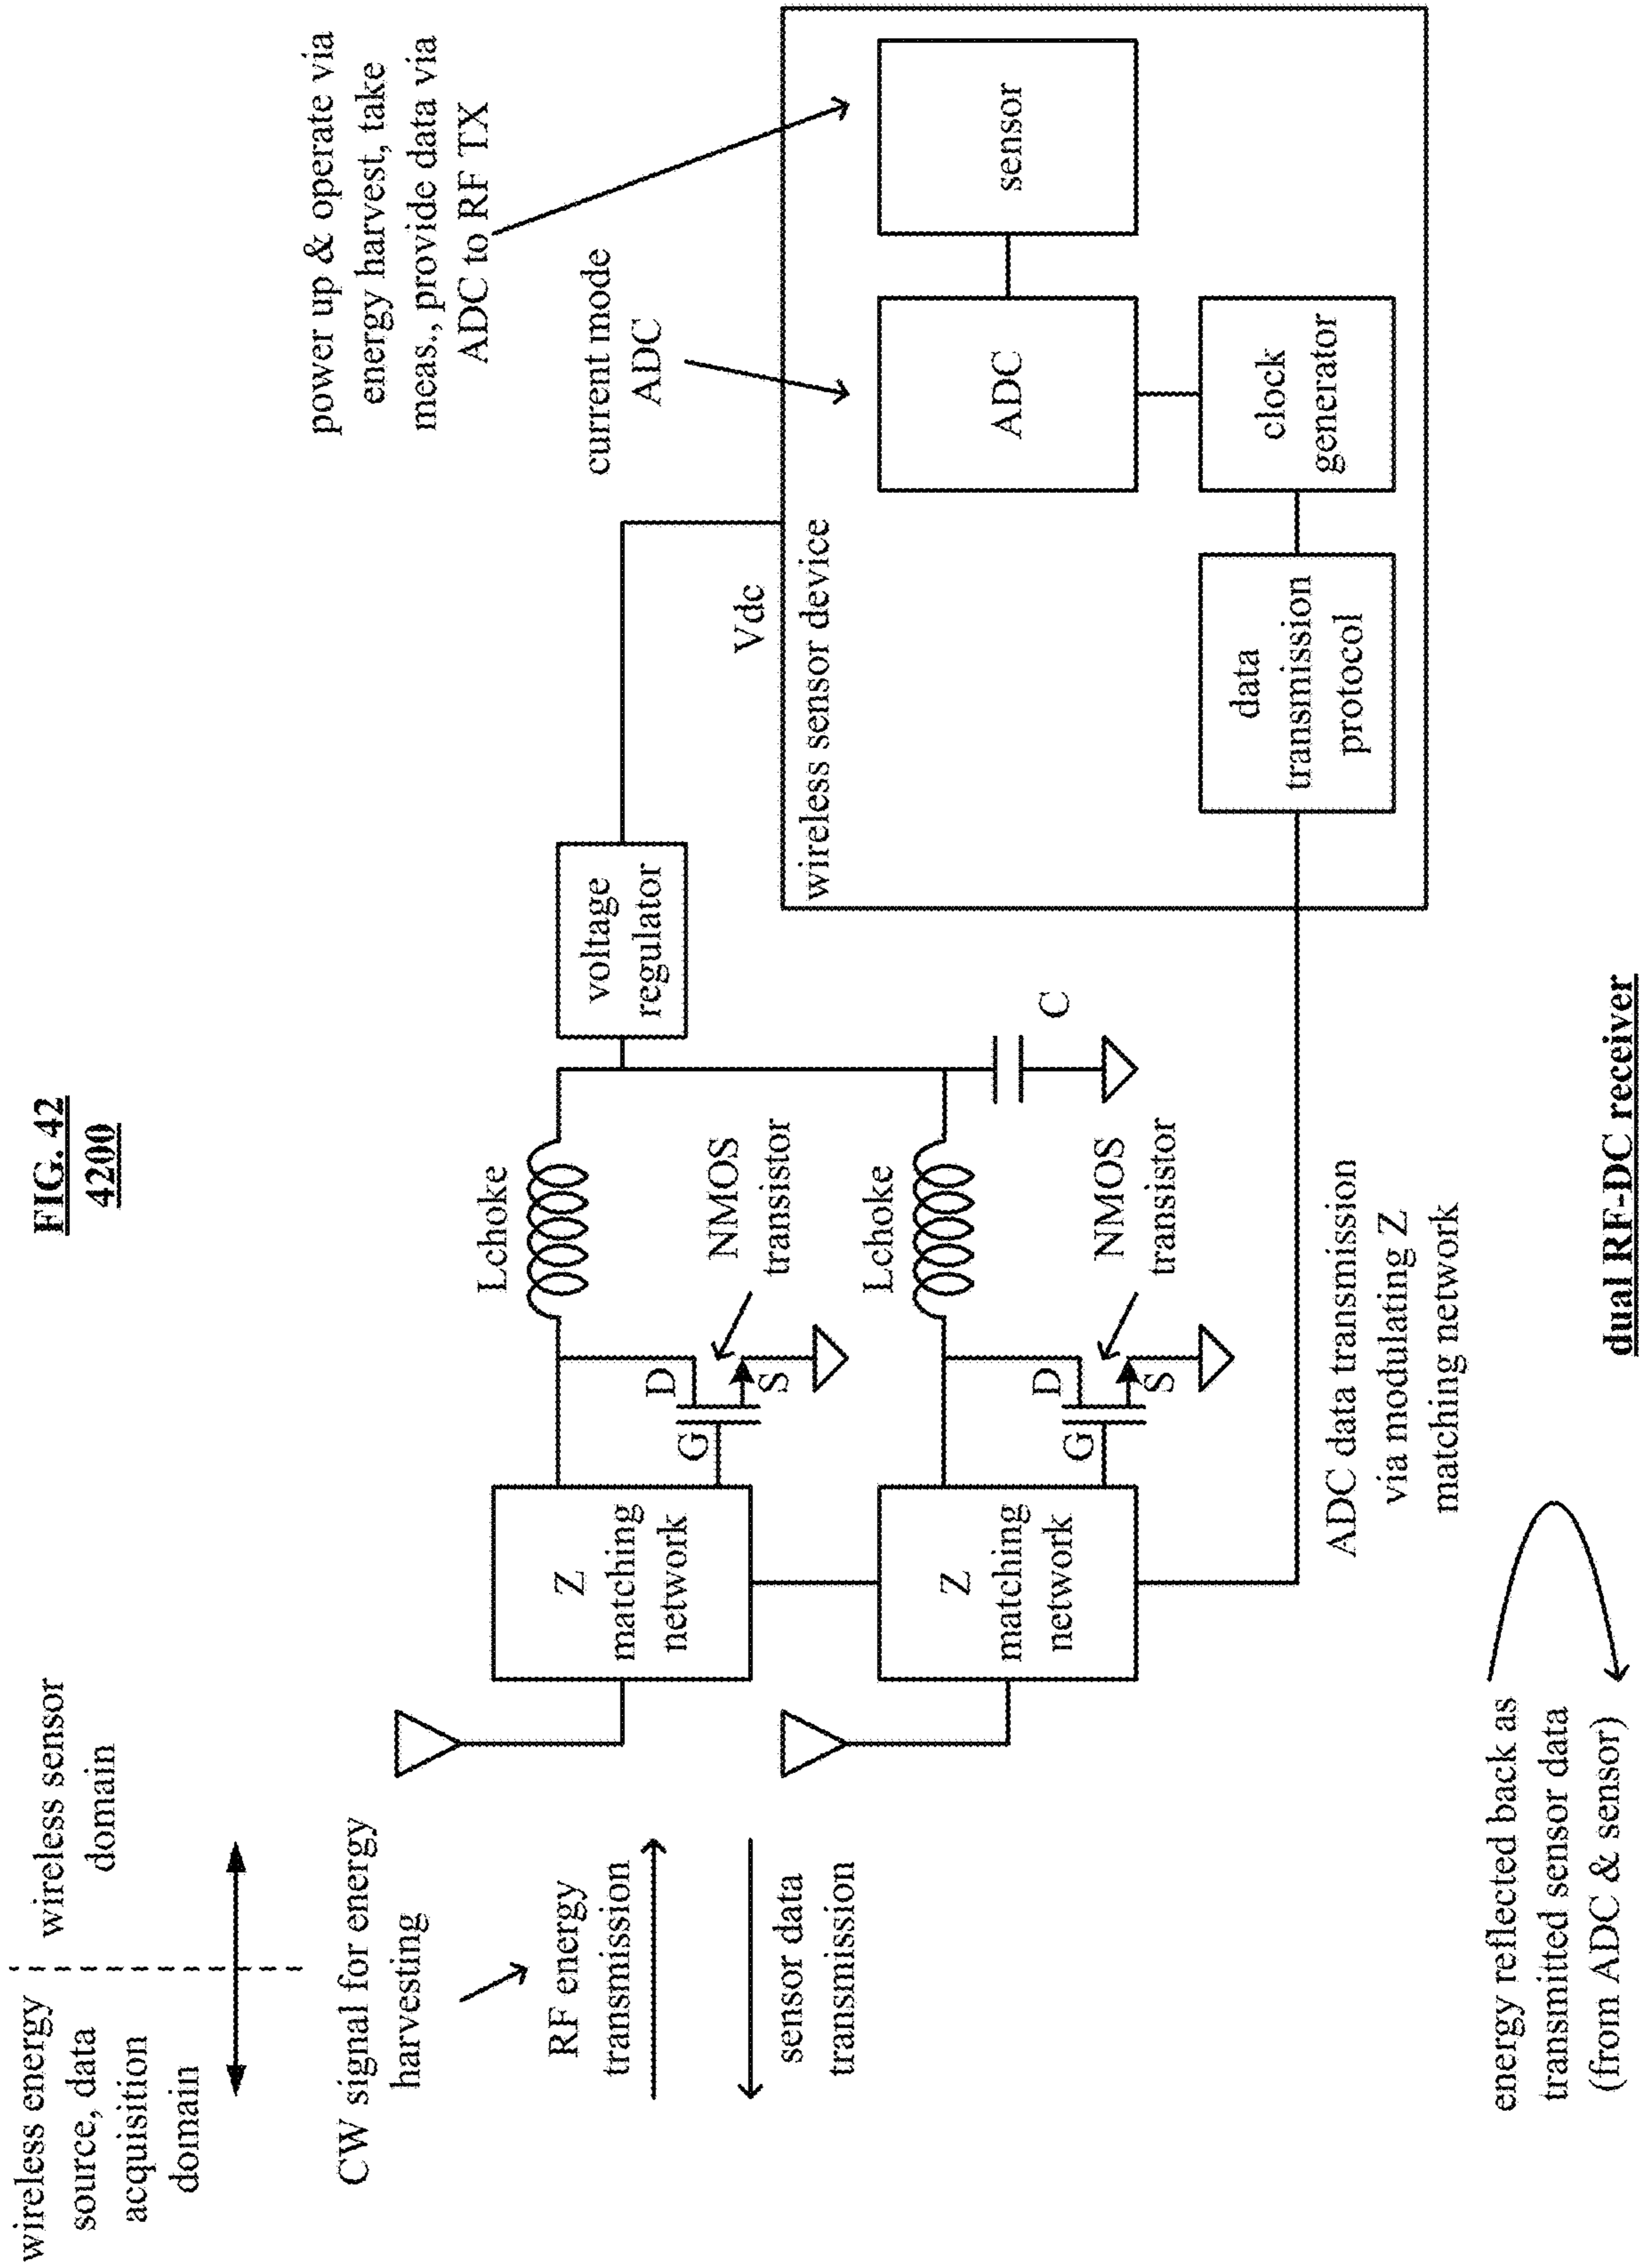 FIG. 42
4200
wireless energy
source, data
acquisition
domain
wireless sensor
domain
CW signal for energy
harvesting
RF energy
transmission
sensor data
transmission
Z
matching
network
G
D
S
Lchoke
NMOS
transistor
Z
matching
network
G
D
S
Lchoke
NMOS
transistor
C
voltage
regulator
Vdc
power up & operate via
energy harvest, take
meas., provide data via
ADC to RF TX
current mode
ADC
wireless sensor device
ADC
sensor
data
transmission
protocol
clock
generator
ADC data transmission
via modulating Z
matching network
energy reflected back as
transmitted sensor data
(from ADC & sensor)
dual RF-DC receiver